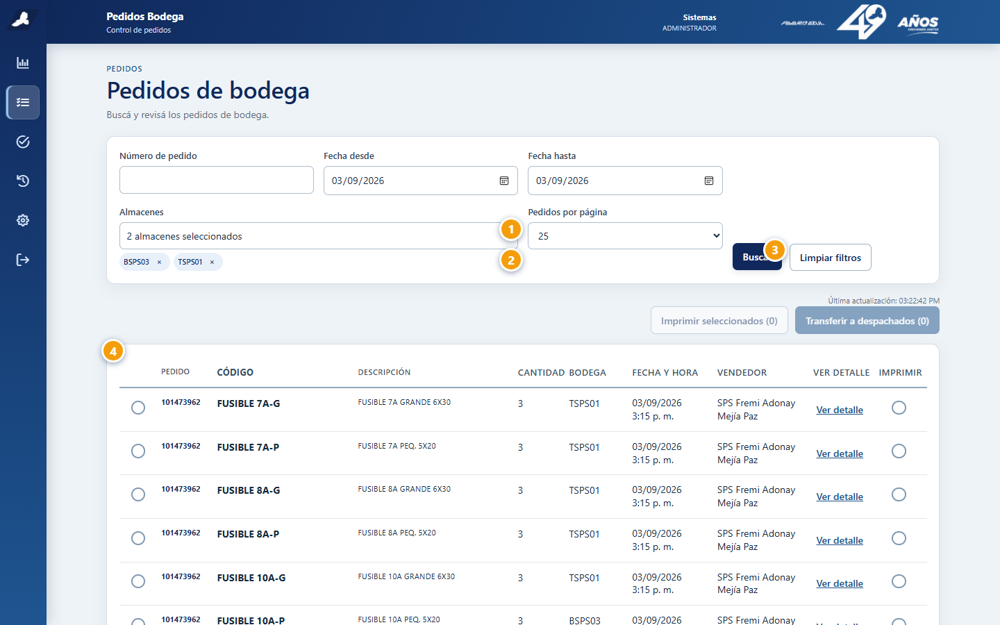 Pedidos Bodega
Control de pedidos
Sistemas
ADMINISTRADOR
49 AÑOS
PEDIDOS
Pedidos de bodega
Buscá y revisá los pedidos de bodega.
Número de pedido
Fecha desde
Fecha hasta
03/09/2026
03/09/2026
Almacenes
Pedidos por página
2 almacenes seleccionados
1
25
BSPS03 ×
TSPS01 ×
2
Busca
3
Limpiar filtros
Última actualización: 03:22:42 PM
Imprimir seleccionados (0)
Transferir a despachados (0)
4
PEDIDO CÓDIGO DESCRIPCIÓN CANTIDAD BODEGA FECHA Y HORA VENDEDOR VER DETALLE IMPRIMIR
101473962 FUSIBLE 7A-G FUSIBLE 7A GRANDE 6X30 3 TSPS01 03/09/2026 SPS Fremi Adonay Ver detalle
3:15 p. m. Mejía Paz
101473962 FUSIBLE 7A-P FUSIBLE 7A PEQ. 5X20 3 TSPS01 03/09/2026 SPS Fremi Adonay Ver detalle
3:15 p. m. Mejía Paz
101473962 FUSIBLE 8A-G FUSIBLE 8A GRANDE 6X30 3 TSPS01 03/09/2026 SPS Fremi Adonay Ver detalle
3:15 p. m. Mejía Paz
101473962 FUSIBLE 8A-P FUSIBLE 8A PEQ. 5X20 3 TSPS01 03/09/2026 SPS Fremi Adonay Ver detalle
3:15 p. m. Mejía Paz
101473962 FUSIBLE 10A-G FUSIBLE 10A GRANDE 6X30 3 TSPS01 03/09/2026 SPS Fremi Adonay Ver detalle
3:15 p. m. Mejía Paz
101473962 FUSIBLE 10A-P FUSIBLE 10A PEQ. 5X20 3 BSPS03 03/09/2026 SPS Fremi Adonay